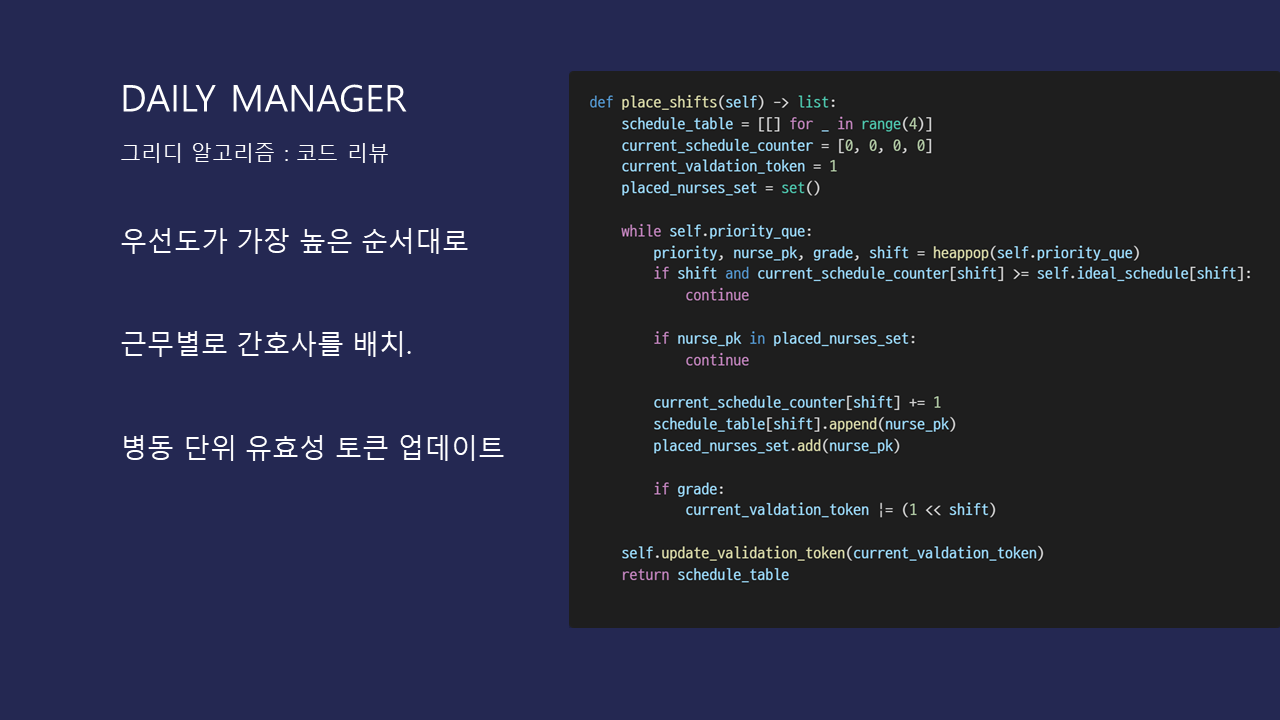 DAILY MANAGER
그리디 알고리즘 : 코드 리뷰
우선도가 가장 높은 순서대로
근무별로 간호사를 배치.
병동 단위 유효성 토큰 업데이트
def place_shifts(self) -> list:
    schedule_table = [[] for _ in range(4)]
    current_schedule_counter = [0, 0, 0, 0]
    current_valdation_token = 1
    placed_nurses_set = set()
    while self.priority_que:
        priority, nurse_pk, grade, shift = heappop(self.priority_que)
        if shift and current_schedule_counter[shift] >= self.ideal_schedule[shift]:
            continue
        if nurse_pk in placed_nurses_set:
            continue
        current_schedule_counter[shift] += 1
        schedule_table[shift].append(nurse_pk)
        placed_nurses_set.add(nurse_pk)
        if grade:
            current_valdation_token |= (1 << shift)
    self.update_validation_token(current_valdation_token)
    return schedule_table